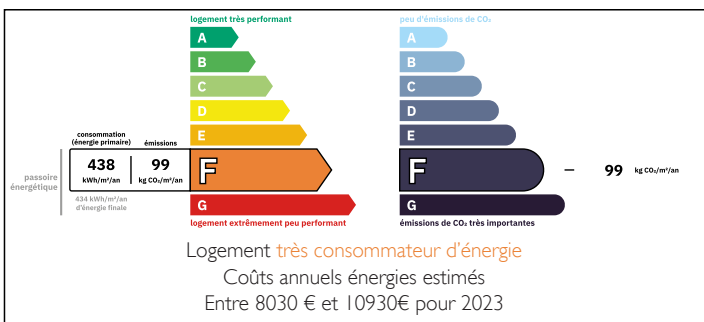 logement très performant
A
B
C
D
E
consommation
(énergie primaire)
émissions
passoire
énergétique
438
kWh/m²/an
99
kg CO₂/m²/an
F
434 kWh/m²/an
d'énergie finale
G
logement extrêmement peu performant
peu d'émissions de CO₂
A
B
C
D
E
F
99 kg CO₂/m²/an
G
émissions de CO₂ très importantes
Logement très consommateur d'énergie
Coûts annuels énergies estimés
Entre 8030 € et 10930€ pour 2023